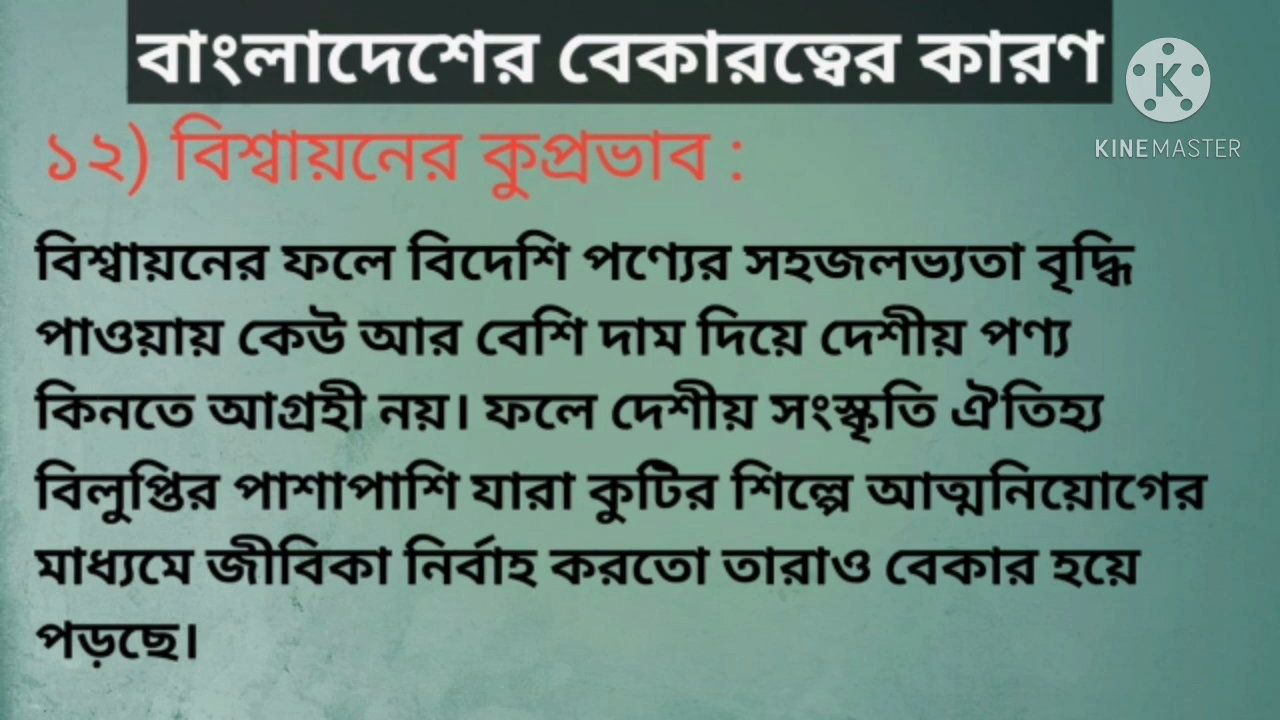 বাংলাদেশের বেকারত্বের কারণ
KINEMASTER
১২) বিশ্বায়নের কুপ্রভাব :
বিশ্বায়নের ফলে বিদেশি পণ্যের সহজলভ্যতা বৃদ্ধি
পাওয়ায় কেউ আর বেশি দাম দিয়ে দেশীয় পণ্য
কিনতে আগ্রহী নয়। ফলে দেশীয় সংস্কৃতি ঐতিহ্য
বিলুপ্তির পাশাপাশি যারা কুটির শিল্পে আত্মনিয়োগের
মাধ্যমে জীবিকা নির্বাহ করতো তারাও বেকার হয়ে
পড়ছে।